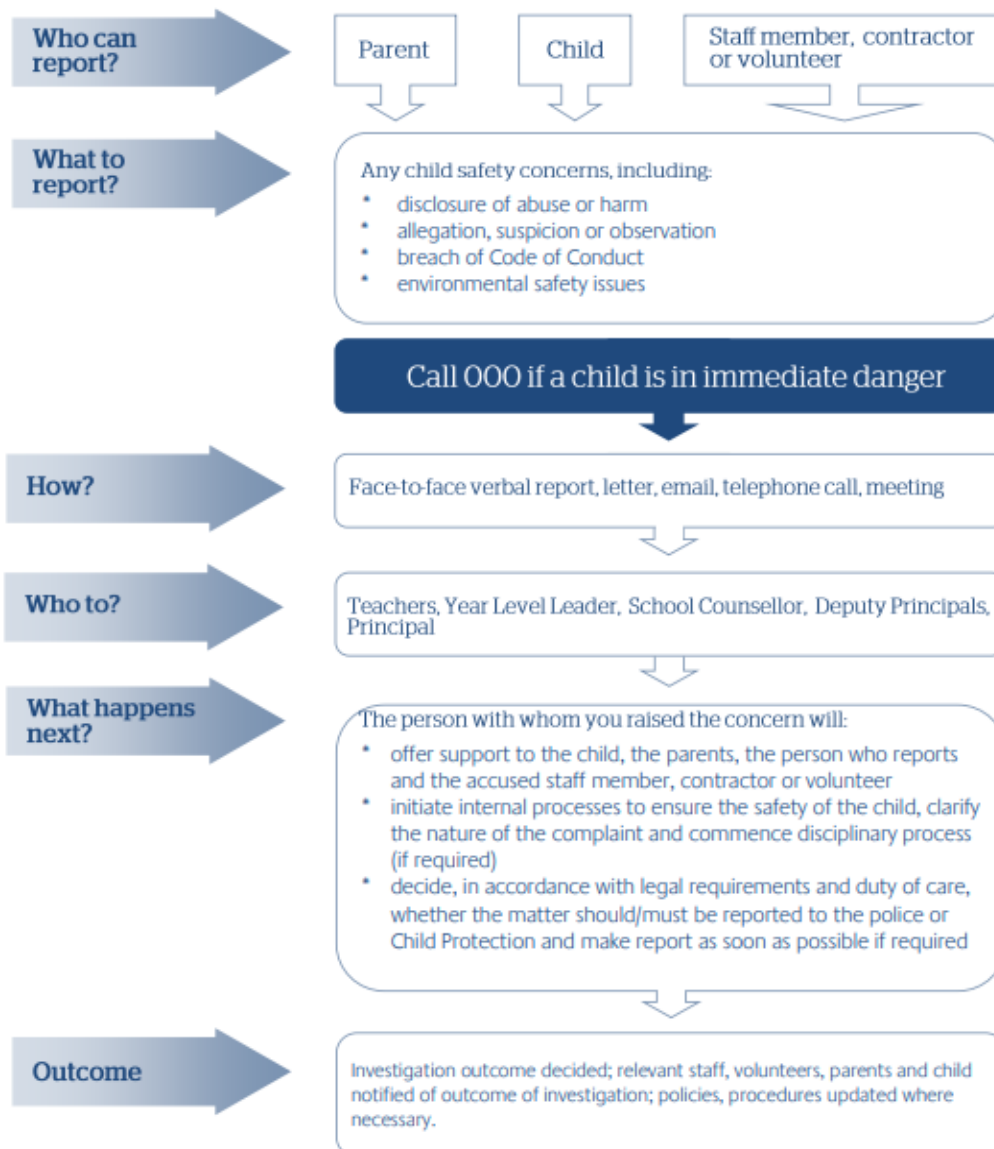 Who can
report?
Parent
Child
Staff member, contractor
or volunteer
What to
report?
Any child safety concerns, including:
* disclosure of abuse or harm
* allegation, suspicion or observation
* breach of Code of Conduct
* environmental safety issues
Call 000 if a child is in immediate danger
How?
Face-to-face verbal report, letter, email, telephone call, meeting
Who to?
Teachers, Year Level Leader, School Counsellor, Deputy Principals,
Principal
What happens
next?
The person with whom you raised the concern will:
* offer support to the child, the parents, the person who reports
and the accused staff member, contractor or volunteer
* initiate internal processes to ensure the safety of the child, clarify
the nature of the complaint and commence disciplinary process
(if required)
* decide, in accordance with legal requirements and duty of care,
whether the matter should/must be reported to the police or
Child Protection and make report as soon as possible if required
Outcome
Investigation outcome decided; relevant staff, volunteers, parents and child
notified of outcome of investigation; policies, procedures updated where
necessary.